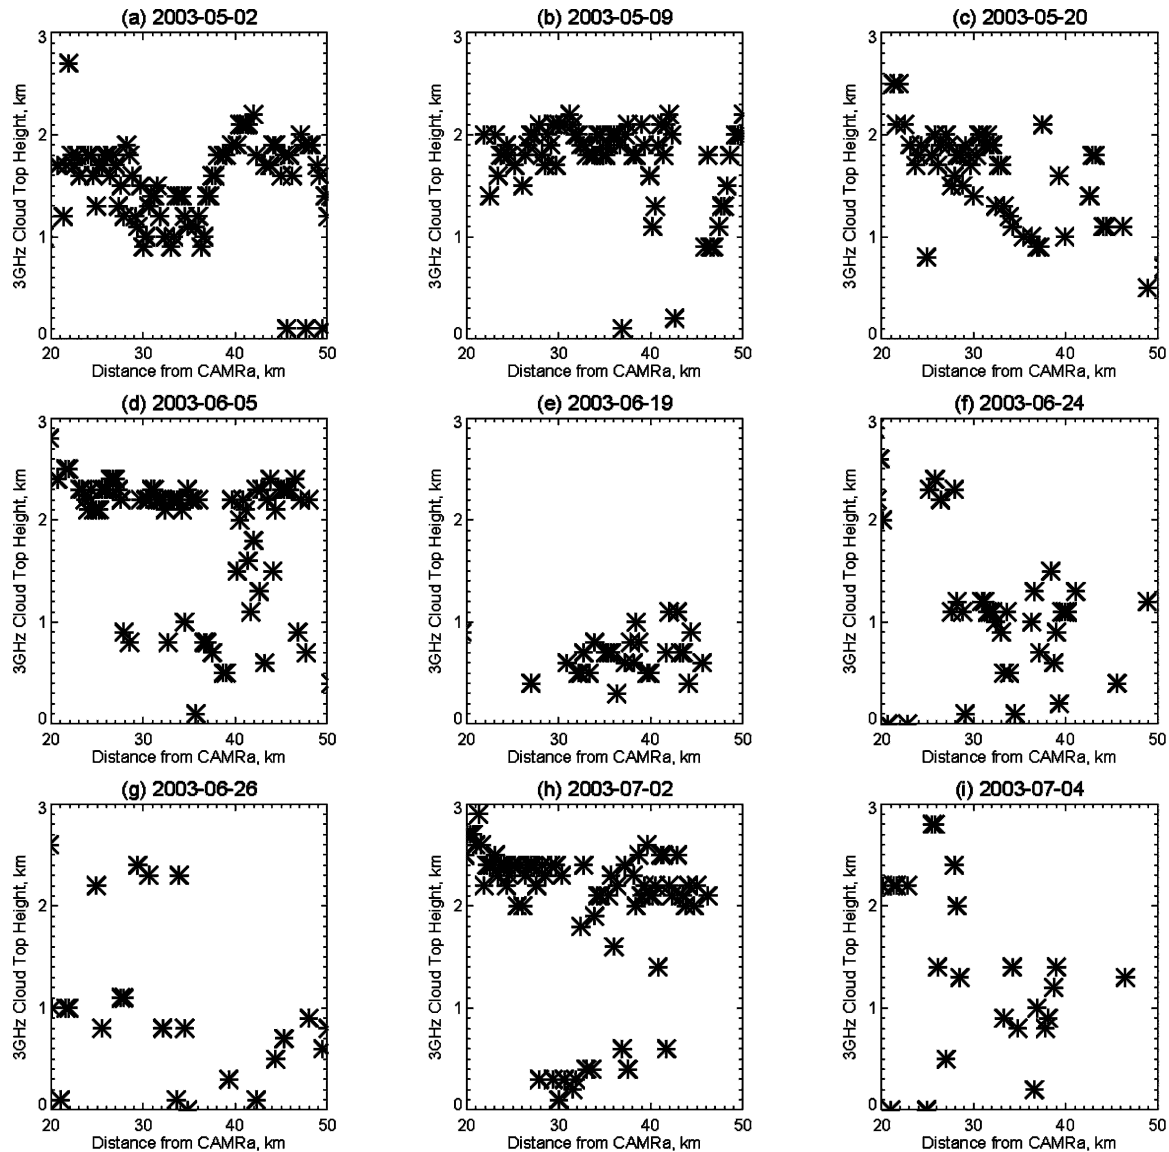 (a) 2003-05-02 (b) 2003-05-09 (c) 2003-05-20
3 3 3
2 2 2
1 1 1
0 0 0
3GHz Cloud Top Height, km 3GHz Cloud Top Height, km 3GHz Cloud Top Height, km
20 30 40 50 20 30 40 50 20 30 40 50
Distance from CAMRa, km Distance from CAMRa, km Distance from CAMRa, km
(d) 2003-06-05 (e) 2003-06-19 (f) 2003-06-24
3 3 3
2 2 2
1 1 1
0 0 0
3GHz Cloud Top Height, km 3GHz Cloud Top Height, km 3GHz Cloud Top Height, km
20 30 40 50 20 30 40 50 20 30 40 50
Distance from CAMRa, km Distance from CAMRa, km Distance from CAMRa, km
(g) 2003-06-26 (h) 2003-07-02 (i) 2003-07-04
3 3 3
2 2 2
1 1 1
0 0 0
3GHz Cloud Top Height, km 3GHz Cloud Top Height, km 3GHz Cloud Top Height, km
20 30 40 50 20 30 40 50 20 30 40 50
Distance from CAMRa, km Distance from CAMRa, km Distance from CAMRa, km